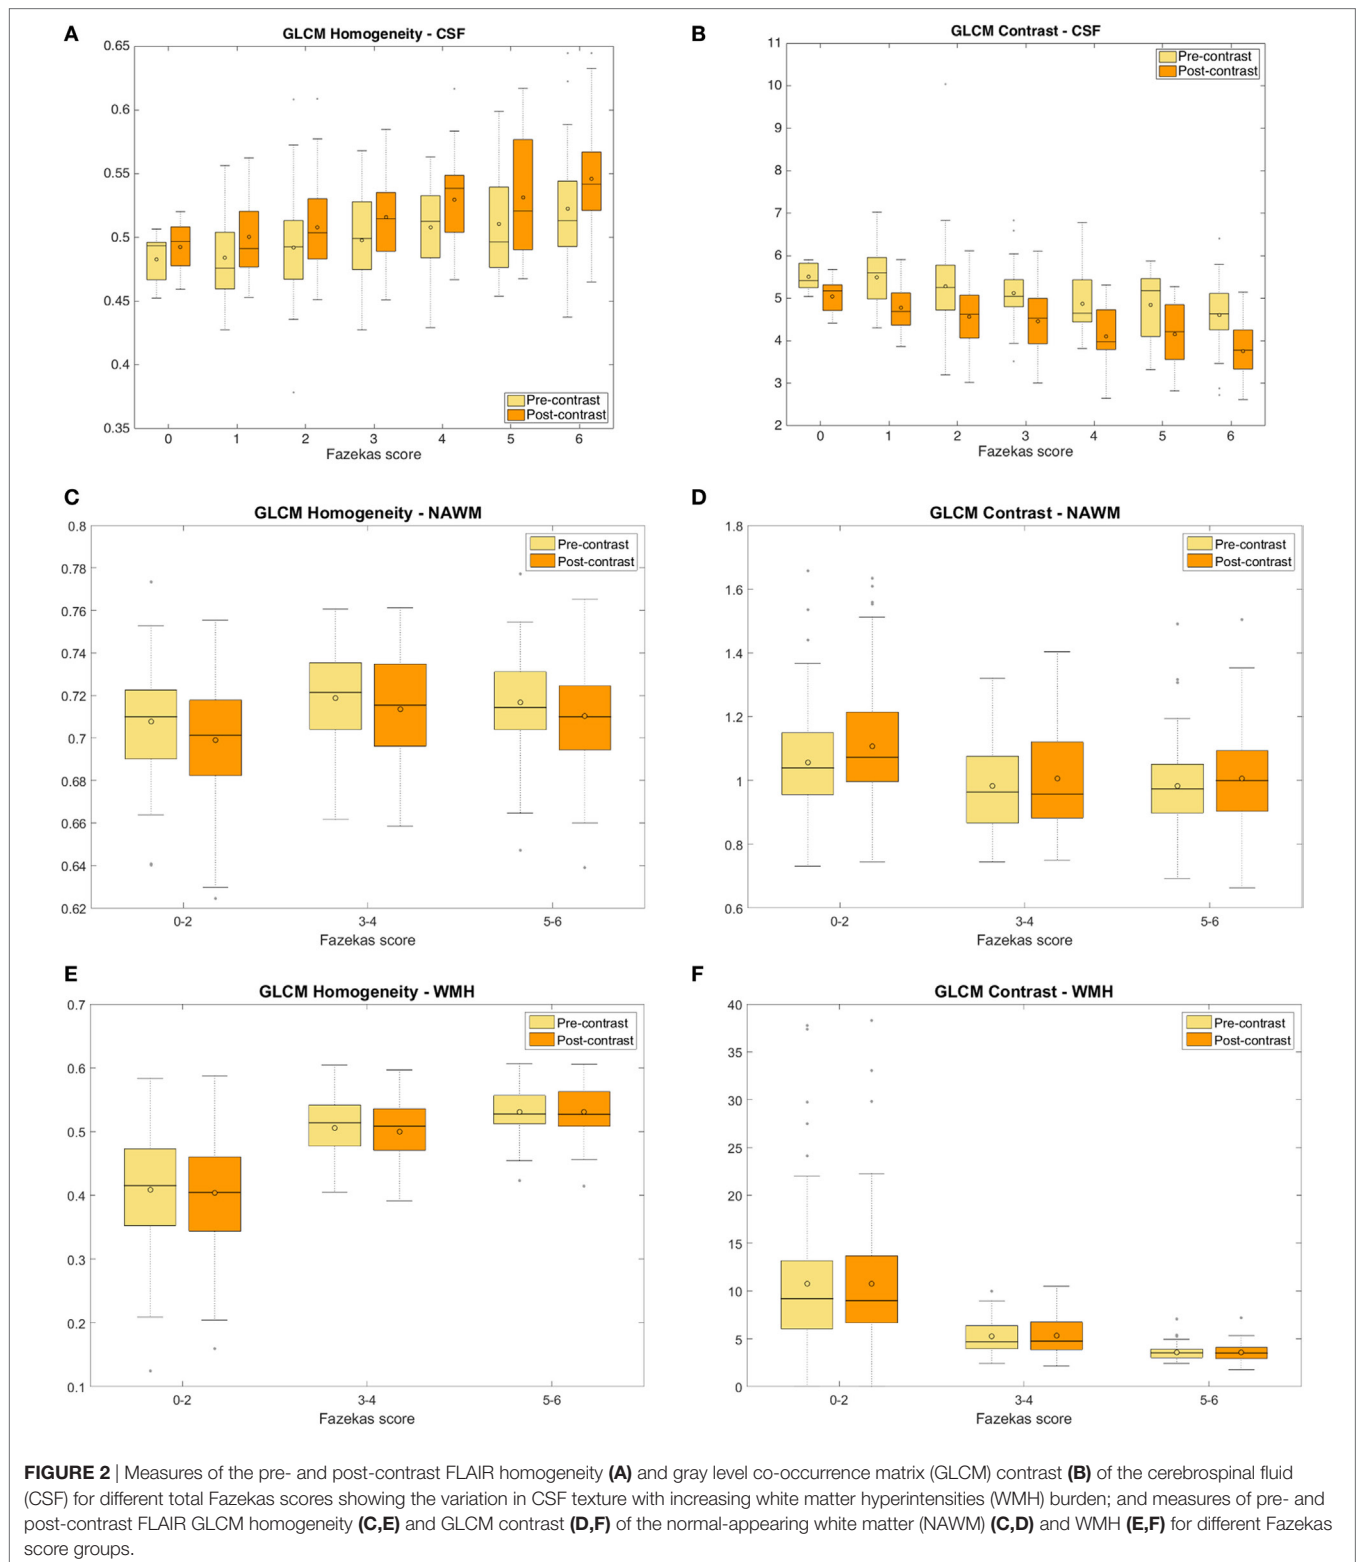 A
GLCM Homogeneity - CSF
0.65
0.6
0.55
0.5
0.45
0.4
0.35
Pre-contrast
Post-contrast
0 1 2 3 4 5 6
Fazekas score
B
GLCM Contrast - CSF
11
10
9
8
7
6
5
4
3
2
Pre-contrast
Post-contrast
0 1 2 3 4 5 6
Fazekas score
C
GLCM Homogeneity - NAWM
0.8
0.78
0.76
0.74
0.72
0.7
0.68
0.66
0.64
0.62
Pre-contrast
Post-contrast
0-2 3-4 5-6
Fazekas score
D
GLCM Contrast - NAWM
1.8
1.6
1.4
1.2
1
0.8
0.6
Pre-contrast
Post-contrast
0-2 3-4 5-6
Fazekas score
E
GLCM Homogeneity - WMH
0.7
0.6
0.5
0.4
0.3
0.2
0.1
Pre-contrast
Post-contrast
0-2 3-4 5-6
Fazekas score
F
GLCM Contrast - WMH
40
35
30
25
20
15
10
5
0
Pre-contrast
Post-contrast
0-2 3-4 5-6
Fazekas score
FIGURE 2 | Measures of the pre- and post-contrast FLAIR homogeneity (A) and gray level co-occurrence matrix (GLCM) contrast (B) of the cerebrospinal fluid
(CSF) for different total Fazekas scores showing the variation in CSF texture with increasing white matter hyperintensities (WMH) burden; and measures of pre- and
post-contrast FLAIR GLCM homogeneity (C,E) and GLCM contrast (D,F) of the normal-appearing white matter (NAWM) (C,D) and WMH (E,F) for different Fazekas
score groups.